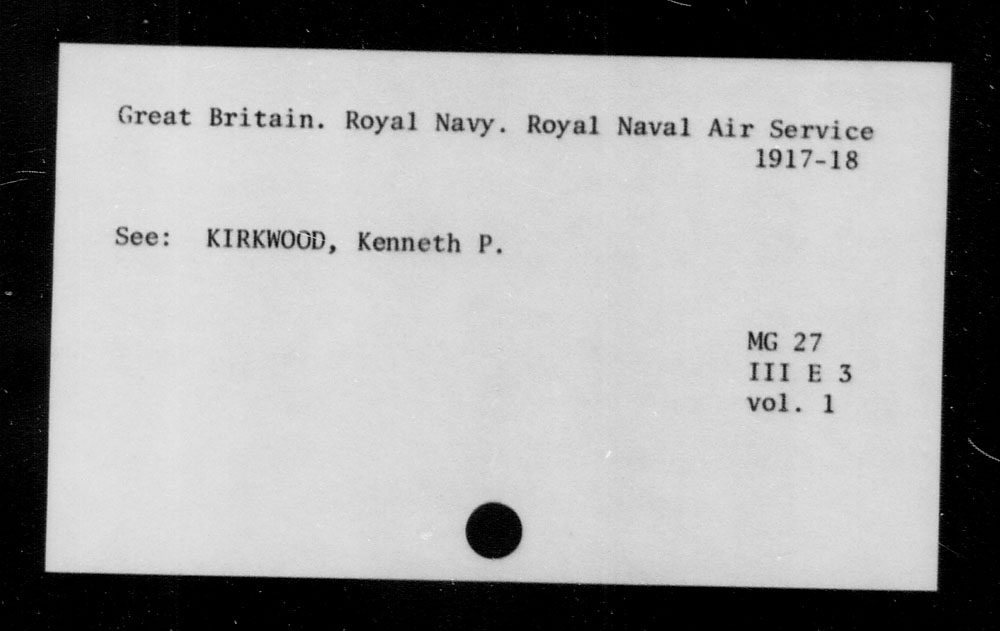 Great Britain. Royal Navy. Royal Naval Air Service
1917-18
See: KIRKWOOD, Kenneth P.
MG 27
III E 3
vol. 1